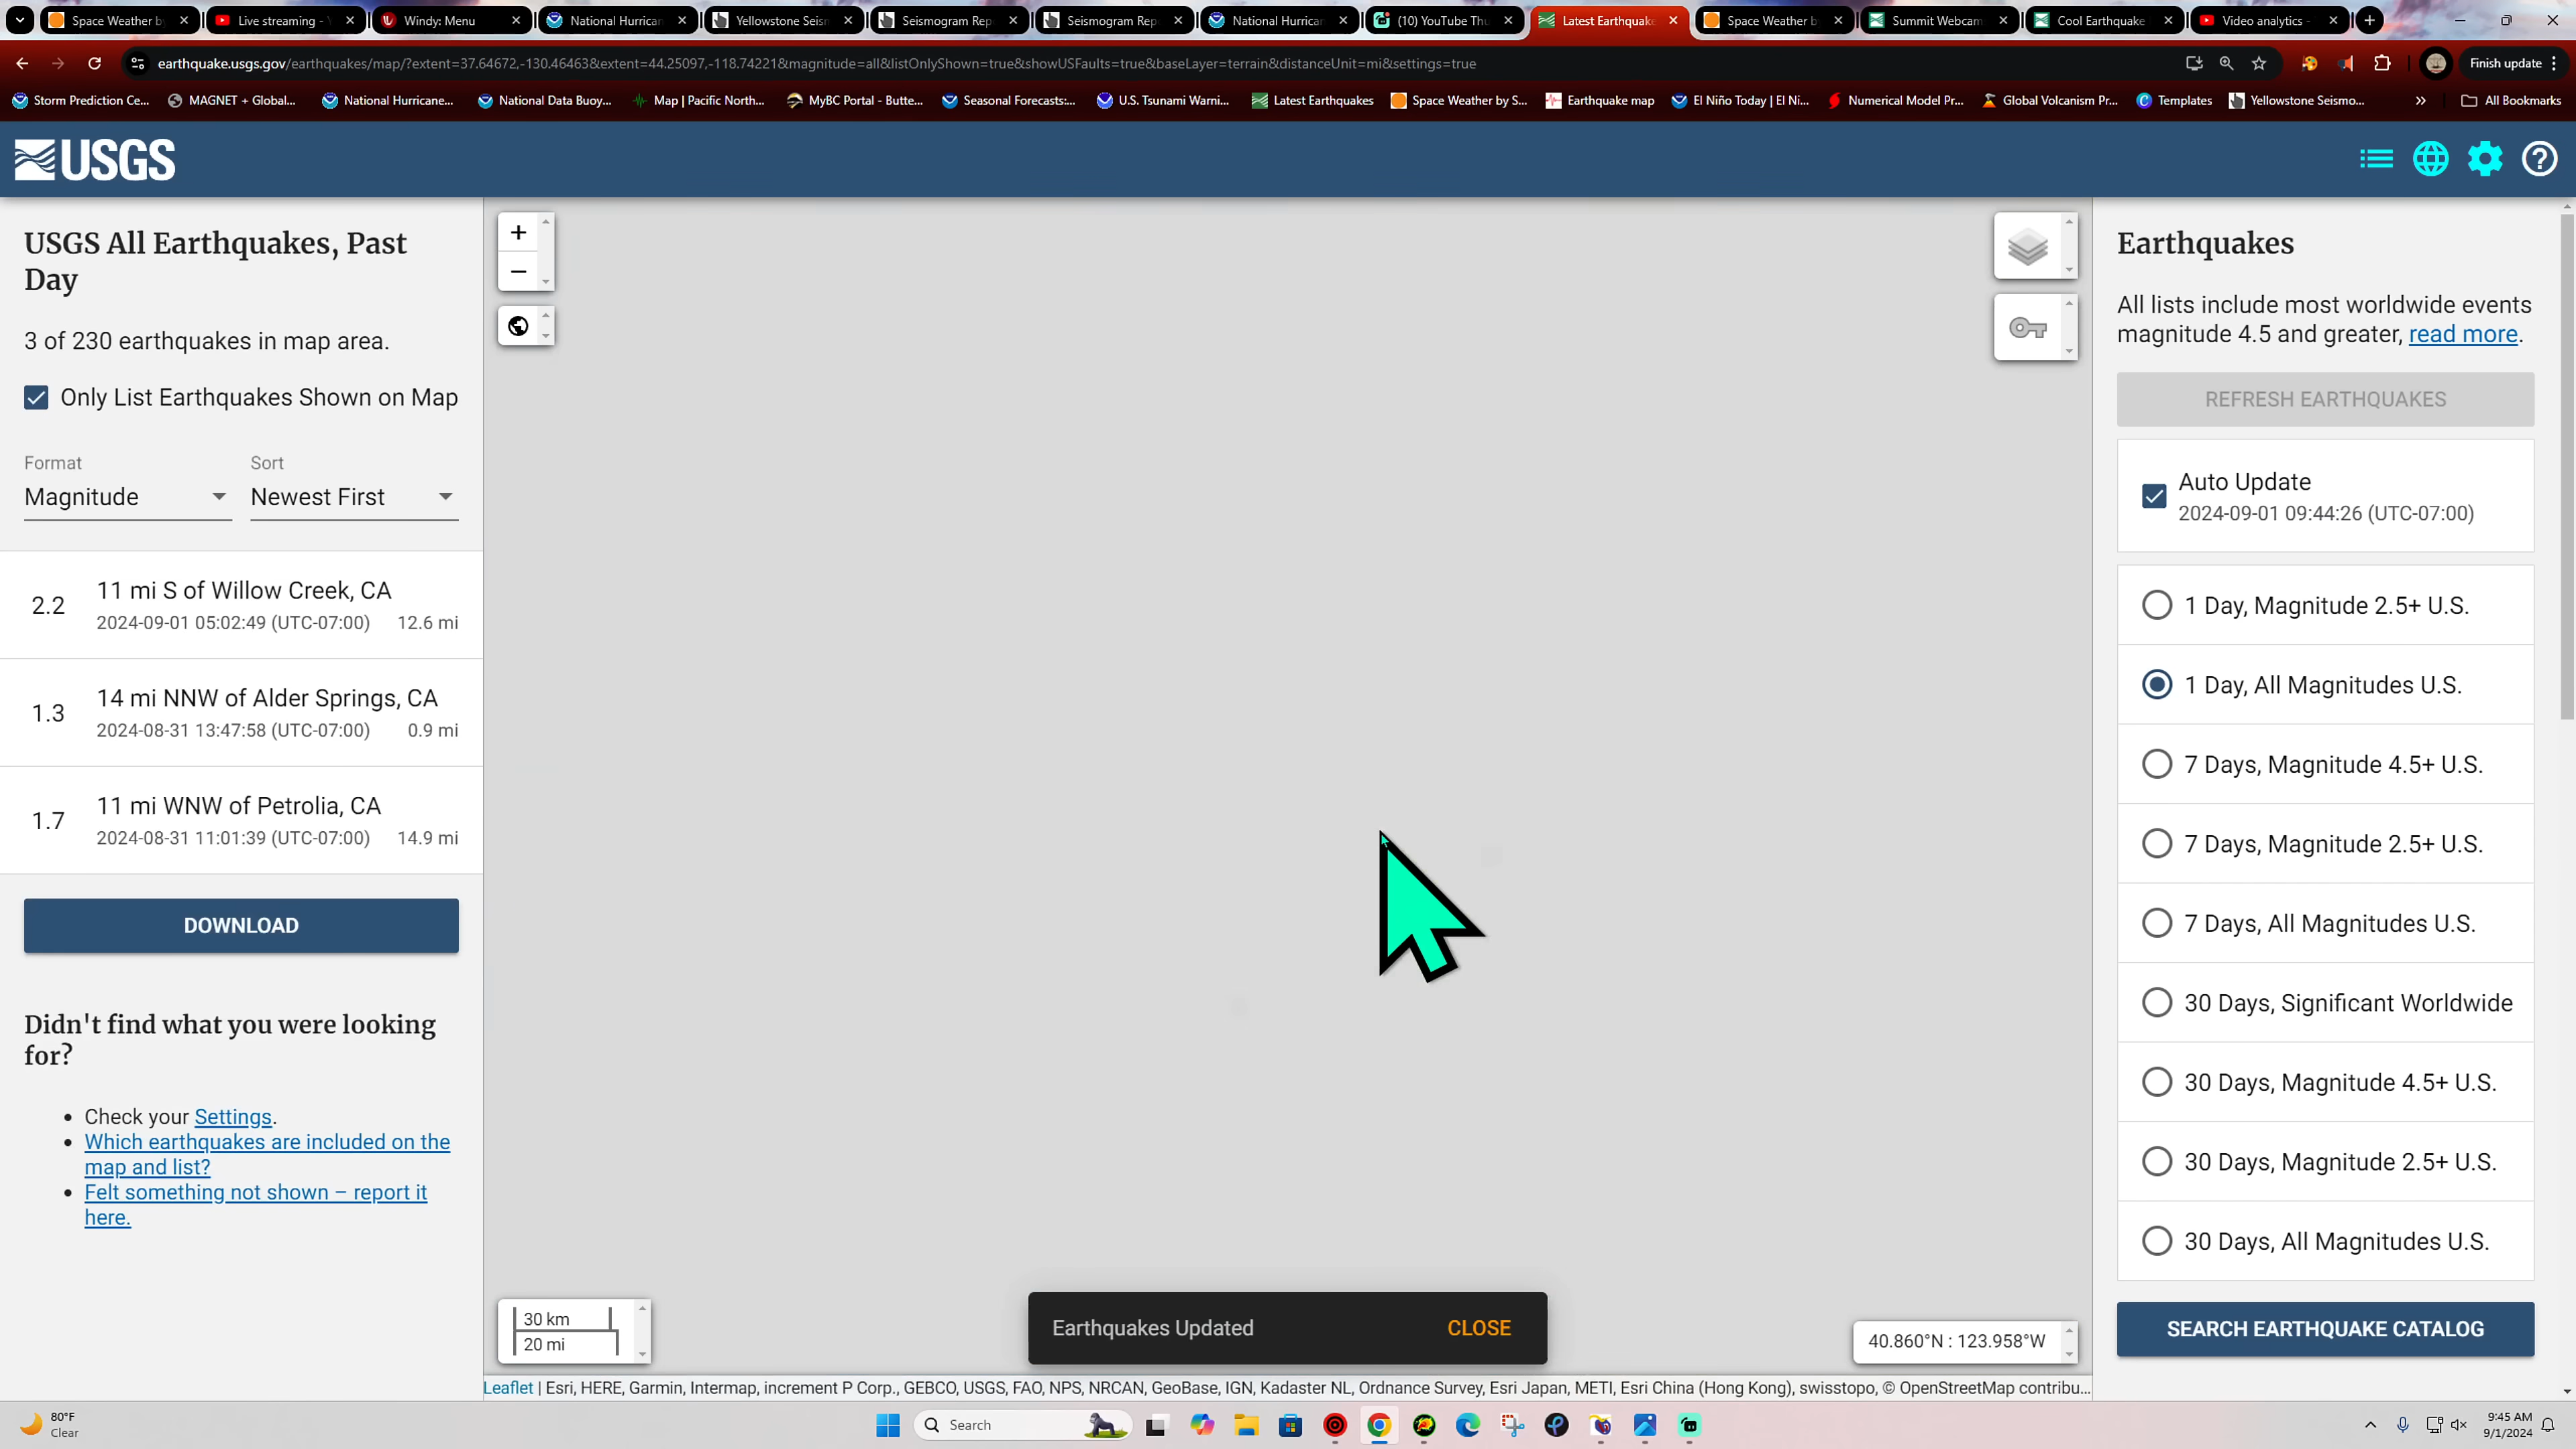 Space Weather by
Live streaming - Y
Windy: Menu
National Hurrican
Yellowstone Seism
Seismogram Rep
Seismogram Rep
National Hurrican
(10) YouTube Thu
Latest Earthquake
Space Weather b
Summit Webcam
Cool Earthquake
Video analytics -
earthquake.usgs.gov/earthquakes/map/?extent=37.64672,-130.46463&extent=44.25097,-118.74221&magnitude=all&listOnlyShown=true&showUSFaults=true&baseLayer=terrain&distanceUnit=mi&settings=true
Finish update
Storm Prediction Ce...
MAGNET + Global...
National Hurricane...
National Data Buoy...
Map | Pacific North...
MyBC Portal - Butte...
Seasonal Forecasts:...
U.S. Tsunami Warni...
Latest Earthquakes
Space Weather by S...
Earthquake map
El Niño Today | El Ni...
Numerical Model Pr...
Global Volcanism Pr...
Templates
Yellowstone Seismo...
All Bookmarks
USGS
USGS All Earthquakes, Past
Day
3 of 230 earthquakes in map area.
Only List Earthquakes Shown on Map
Format
Sort
Magnitude
Newest First
2.2
11 mi S of Willow Creek, CA
2024-09-01 05:02:49 (UTC-07:00) 12.6 mi
1.3
14 mi NNW of Alder Springs, CA
2024-08-31 13:47:58 (UTC-07:00) 0.9 mi
1.7
11 mi WNW of Petrolia, CA
2024-08-31 11:01:39 (UTC-07:00) 14.9 mi
DOWNLOAD
Didn't find what you were looking
for?
Check your Settings.
Which earthquakes are included on the
map and list?
Felt something not shown – report it
here.
30 km
20 mi
Earthquakes Updated CLOSE
40.860°N : 123.958°W
Leaflet | Esri, HERE, Garmin, Intermap, increment P Corp., GEBCO, USGS, FAO, NPS, NRCAN, GeoBase, IGN, Kadaster NL, Ordnance Survey, Esri Japan, METI, Esri China (Hong Kong), swisstopo, © OpenStreetMap contribu...
Earthquakes
All lists include most worldwide events
magnitude 4.5 and greater, read more.
REFRESH EARTHQUAKES
Auto Update
2024-09-01 09:44:26 (UTC-07:00)
1 Day, Magnitude 2.5+ U.S.
1 Day, All Magnitudes U.S.
7 Days, Magnitude 4.5+ U.S.
7 Days, Magnitude 2.5+ U.S.
7 Days, All Magnitudes U.S.
30 Days, Significant Worldwide
30 Days, Magnitude 4.5+ U.S.
30 Days, Magnitude 2.5+ U.S.
30 Days, All Magnitudes U.S.
SEARCH EARTHQUAKE CATALOG
80°F
Clear
Search
9:45 AM
9/1/2024